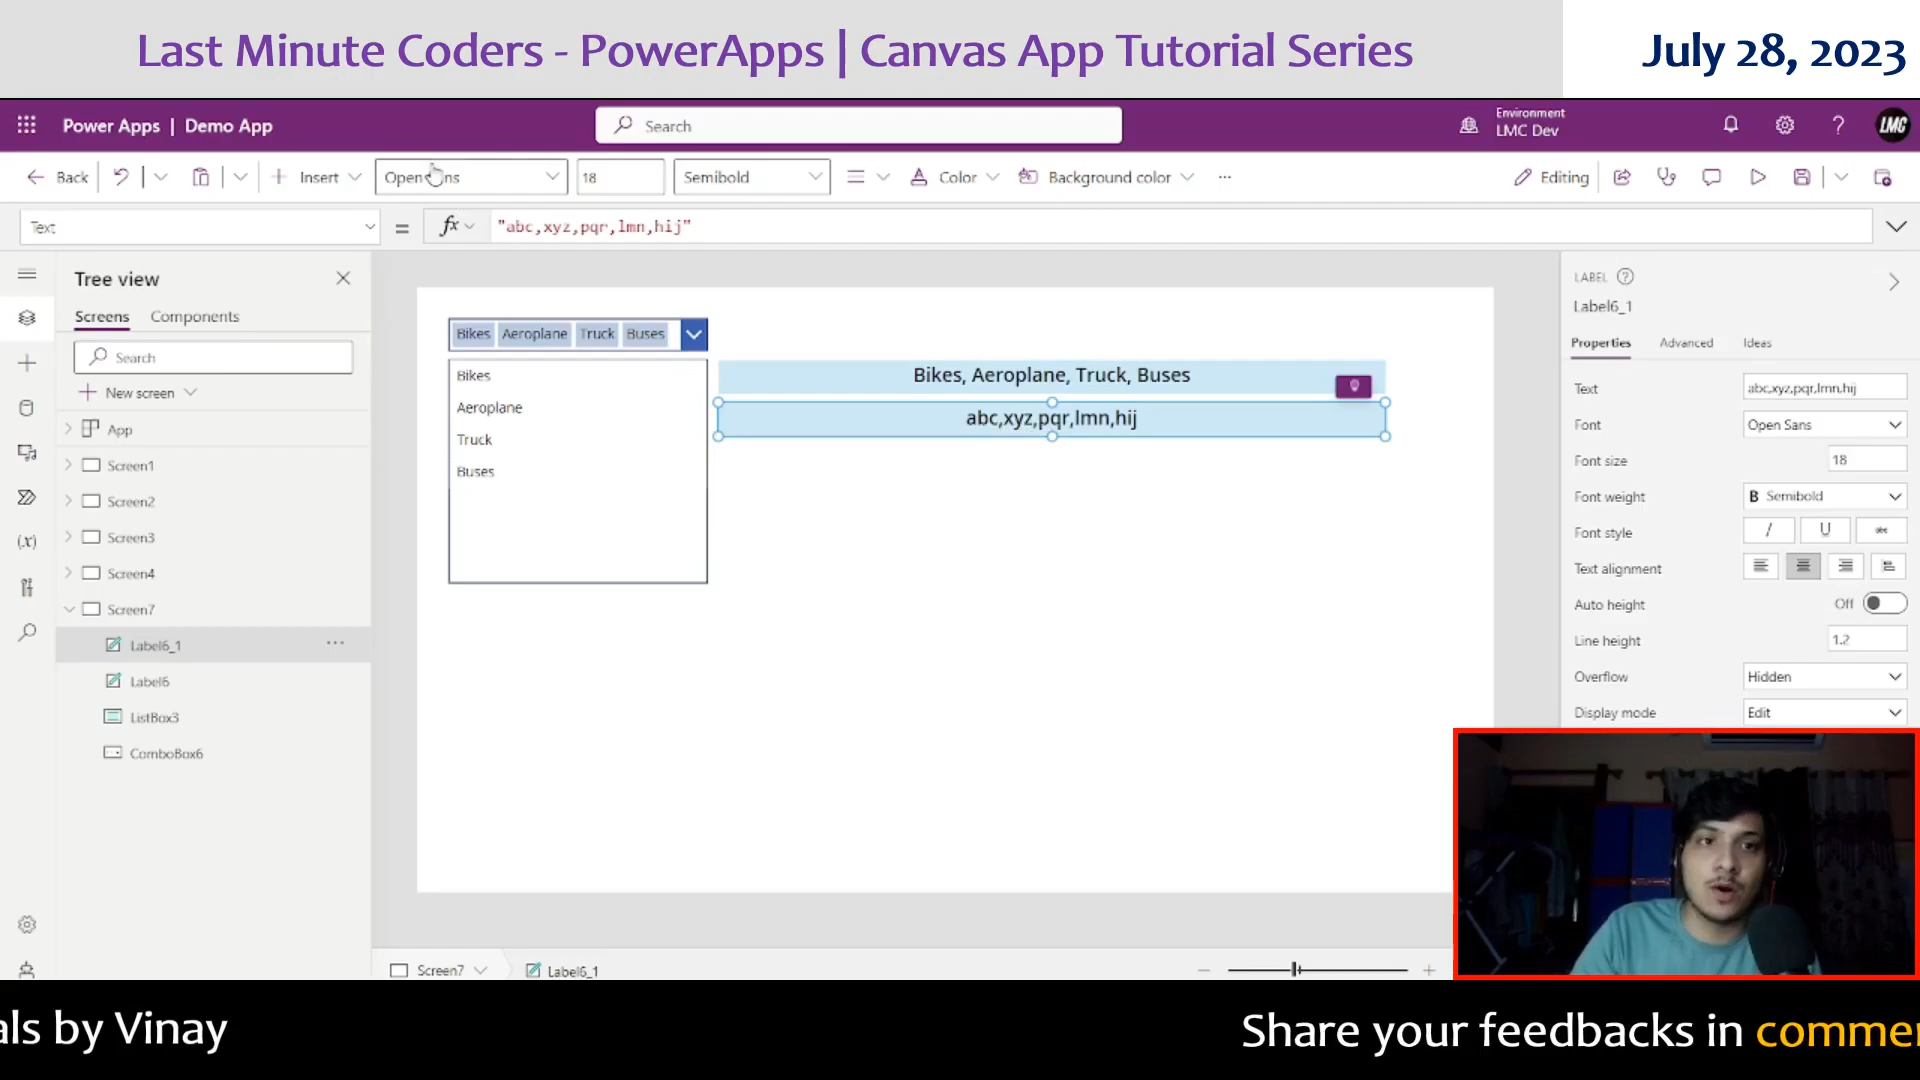 Last Minute Coders - PowerApps | Canvas App Tutorial Series
July 28, 2023
Power Apps | Demo App
Search
Environment
LMC Dev
LMC
Back
Insert
18
Semibold
Color
Background color
Editing
Text
=
fx
"abc,xyz,pqr,lmn,hij"
Tree view
Screens
Components
Search
New screen
App
Screen1
Screen2
Screen3
Screen4
Screen7
Label6_1
Label6
ListBox3
ComboBox6
Bikes
Aeroplane
Truck
Buses
Bikes
Aeroplane
Truck
Buses
Bikes, Aeroplane, Truck, Buses
abc,xyz,pqr,lmn,hij
LABEL
Label6_1
Properties
Advanced
Ideas
Text
abc,xyz,pqr,lmn,hij
Font
Open Sans
Font size
18
Font weight
B Semibold
Font style
Text alignment
Auto height
Off
Line height
1.2
Overflow
Hidden
Display mode
Edit
Screen7
Label6_1
als by Vinay
Share your feedbacks in comme